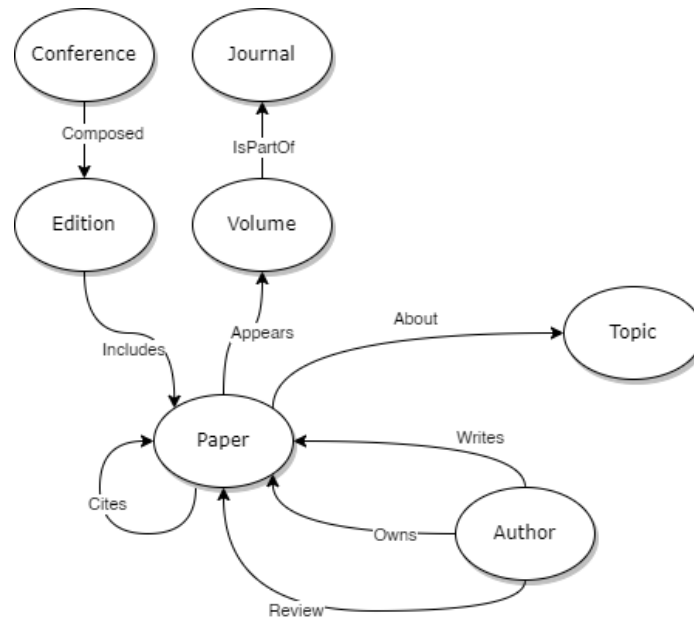 Conference
Journal
Composed
IsPartOf
Edition
Volume
About
Topic
Includes
Appears
Paper
Writes
Cites
Owns
Author
Review